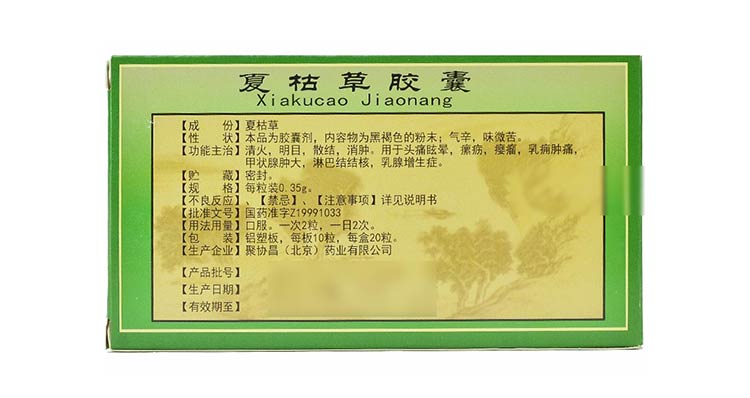 夏枯草胶囊
Xiakucao Jiaonang
【成 份】夏枯草
【性 状】本品为胶囊剂，内容物为黑褐色的粉末；气辛，味微苦。
【功能主治】清火，明目，散结，消肿。用于头痛眩晕，瘰疬，瘿瘤，乳痈肿痛，
甲状腺肿大，淋巴结结核，乳腺增生症。
【贮 藏】密封。
【规 格】每粒装0.35g。
【不良反应】、【禁忌】、【注意事项】详见说明书
【批准文号】国药准字Z19991033
【用法用量】口服。一次2粒，一日2次。
【包 装】铝塑板，每板10粒，每盒20粒。
【生产企业】聚协昌（北京）药业有限公司
【产品批号】
【生产日期】
【有效期至】